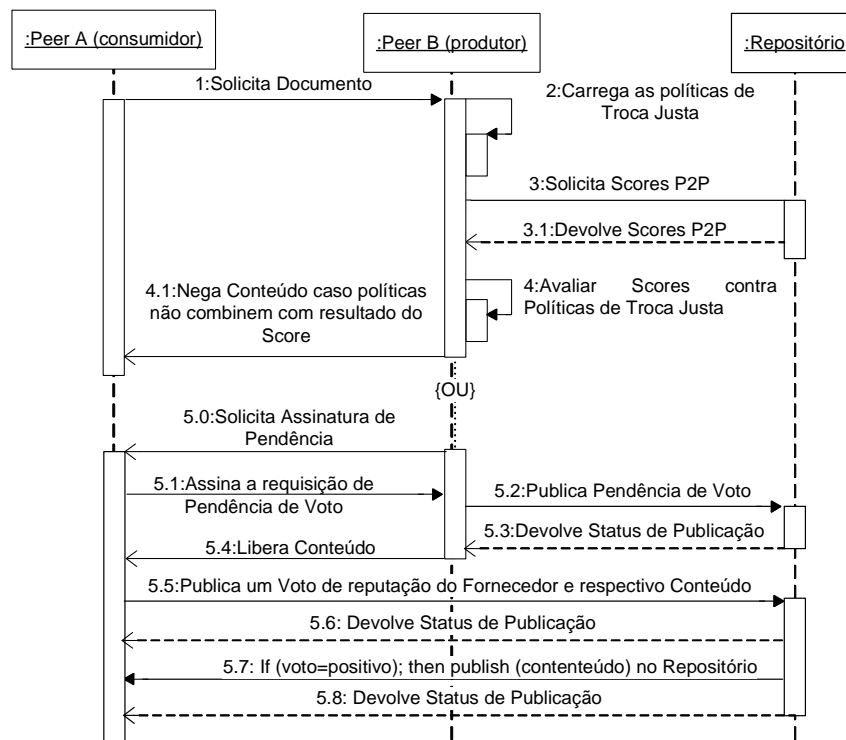 :Peer A (consumidor)
:Peer B (produtor)
:Repositório
1:Solicita Documento
2:Carrega as políticas de
Troca Justa
3:Solicita Scores P2P
3.1:Devolve Scores P2P
4.1:Nega Conteúdo caso políticas
não combinem com resultado do
Score
4:Avaliar Scores contra
Políticas de Troca Justa
{OU}
5.0:Solicita Assinatura de
Pendência
5.1:Assina a requisição de
Pendência de Voto
5.2:Publica Pendência de Voto
5.3:Devolve Status de Publicação
5.4:Libera Conteúdo
5.5:Publica um Voto de reputação do Fornecedor e respectivo Conteúdo
5.6: Devolve Status de Publicação
5.7: If (voto=positivo); then publish (contenteúdo) no Repositório
5.8: Devolve Status de Publicação